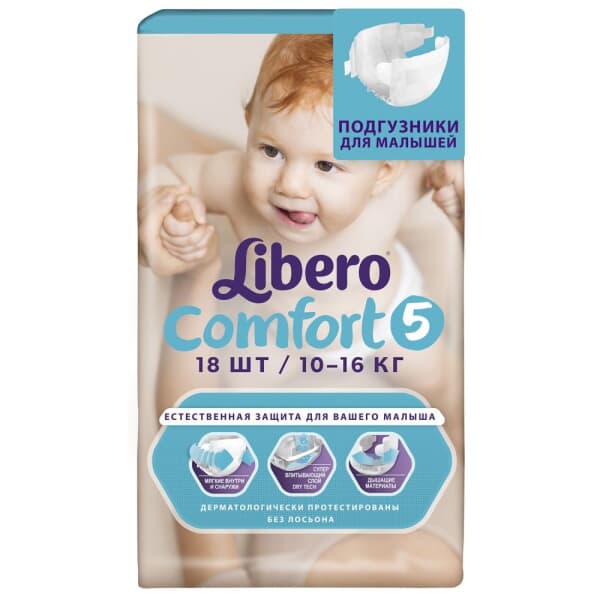 ПОДГУЗНИКИ
ДЛЯ МАЛЫШЕЙ
Libero
Comfort 5
18 ШТ / 10–16 КГ
ЕСТЕСТВЕННАЯ ЗАЩИТА ДЛЯ ВАШЕГО МАЛЫША
МЯГКИЕ ВНУТРИ
И СНАРУЖИ
СУПЕР
ВПИТЫВАЮЩИЙ
СЛОЙ
DRY TECH
ДЫШАЩИЕ
МАТЕРИАЛЫ
ДЕРМАТОЛОГИЧЕСКИ ПРОТЕСТИРОВАНЫ
БЕЗ ЛОСЬОНА